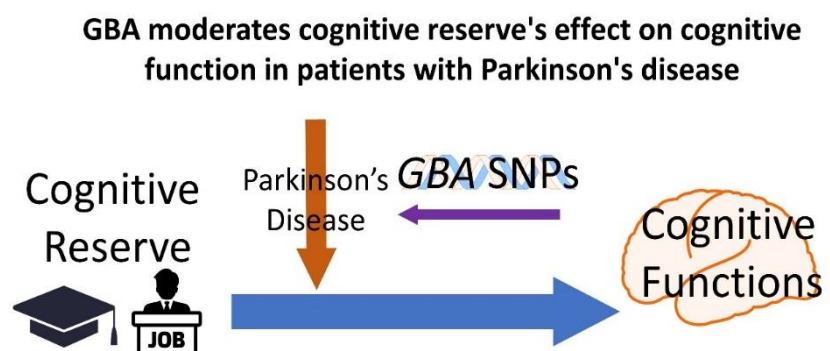 GBA moderates cognitive reserve's effect on cognitive
function in patients with Parkinson's disease
Cognitive
Reserve
JOB
Parkinson's
Disease
GBA SNPs
Cognitive
Functions